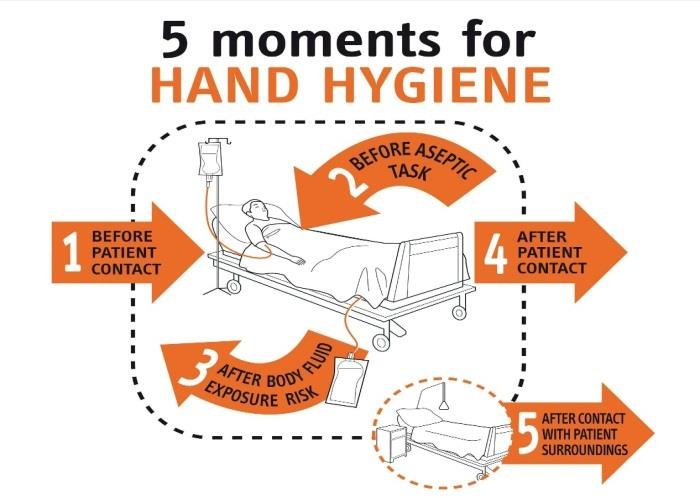 5 moments for
HAND HYGIENE
1
BEFORE
PATIENT
CONTACT
2
BEFORE ASEPTIC
TASK
3
AFTER BODY FLUID
EXPOSURE RISK
4
AFTER
PATIENT
CONTACT
5
AFTER CONTACT
WITH PATIENT
SURROUNDINGS